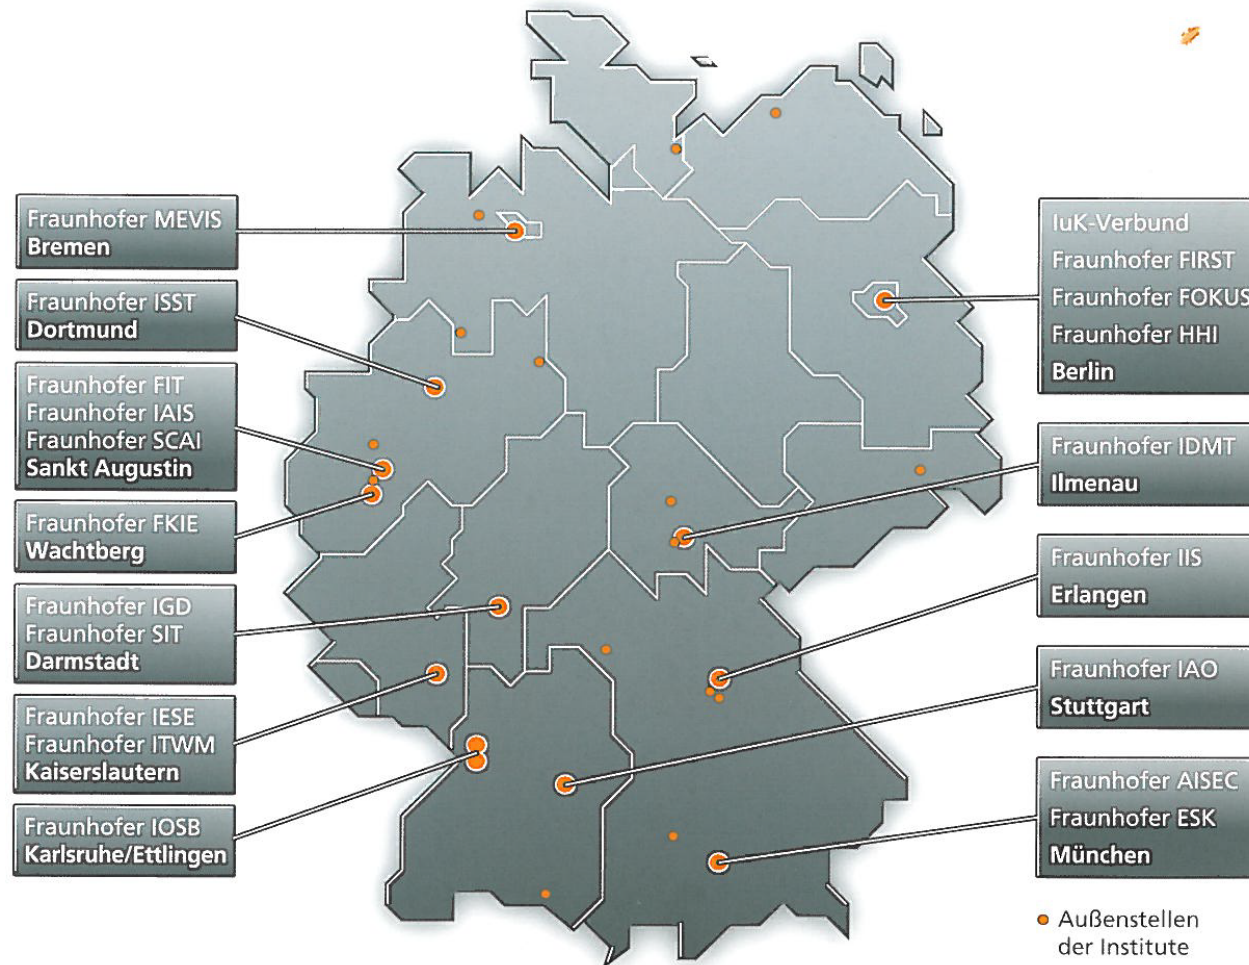 Fraunhofer MEVIS
Bremen
Fraunhofer ISST
Dortmund
Fraunhofer FIT
Fraunhofer IAIS
Fraunhofer SCAI
Sankt Augustin
Fraunhofer FKIE
Wachtberg
Fraunhofer IGD
Fraunhofer SIT
Darmstadt
Fraunhofer IESE
Fraunhofer ITWM
Kaiserslautern
Fraunhofer IOSB
Karlsruhe/Ettlingen
IuK-Verbund
Fraunhofer FIRST
Fraunhofer FOKUS
Fraunhofer HHI
Berlin
Fraunhofer IDMT
Ilmenau
Fraunhofer IIS
Erlangen
Fraunhofer IAO
Stuttgart
Fraunhofer AISEC
Fraunhofer ESK
München
Außenstellen
der Institute